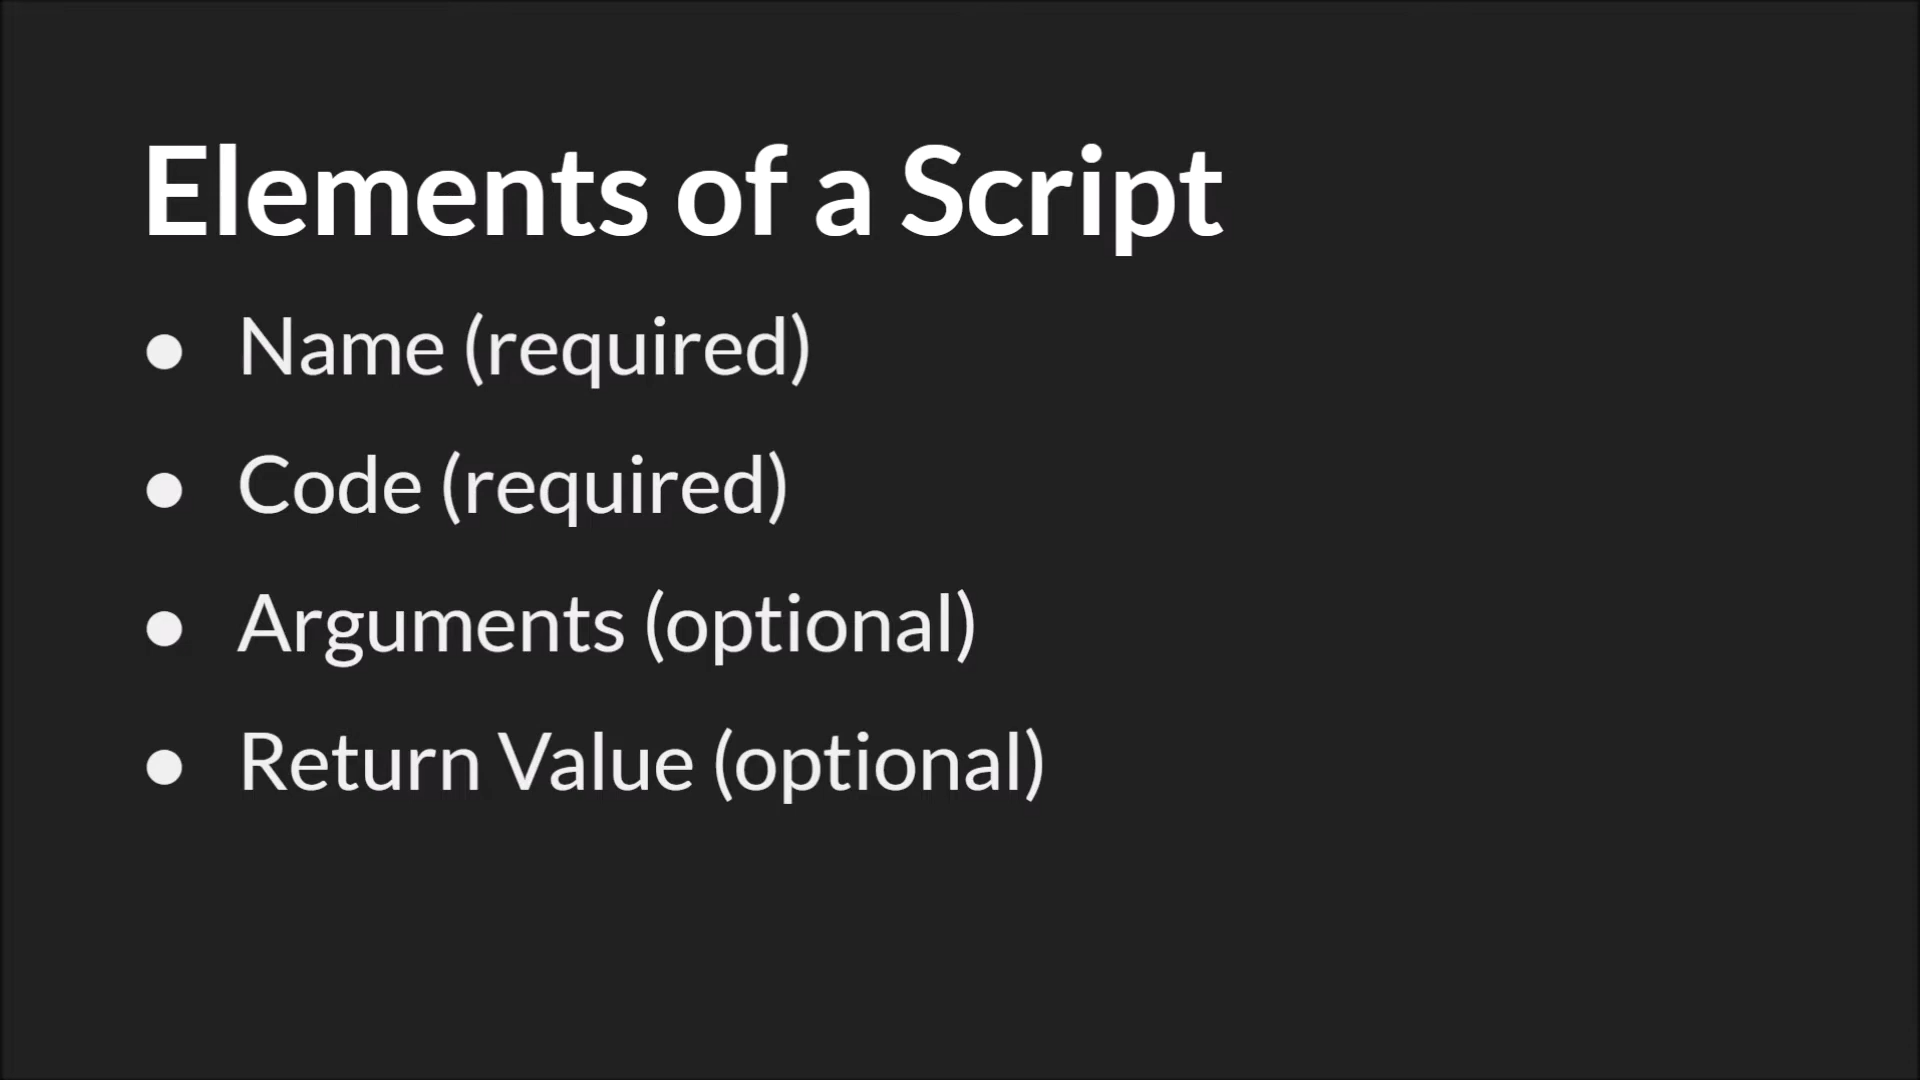 Elements of a Script
● Name (required)
● Code (required)
● Arguments (optional)
● Return Value (optional)